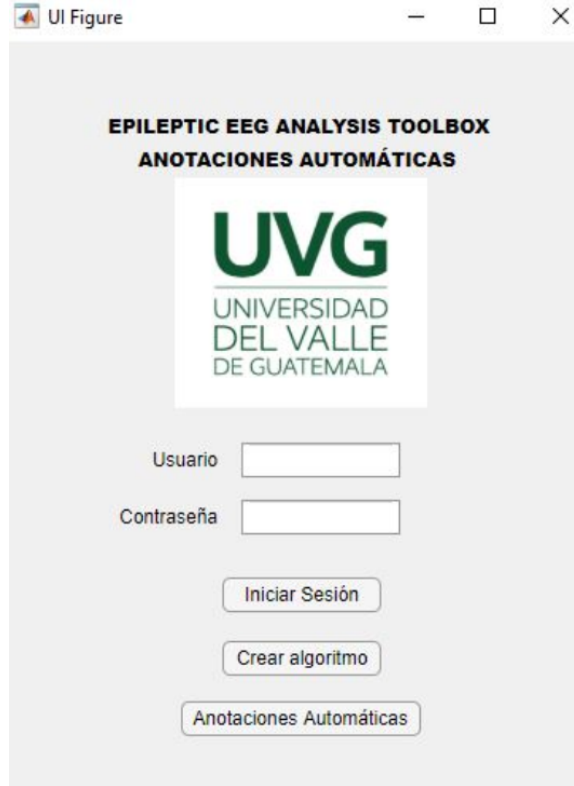 UI Figure
EPILEPTIC EEG ANALYSIS TOOLBOX
ANOTACIONES AUTOMÁTICAS
UVG
UNIVERSIDAD
DEL VALLE
DE GUATEMALA
Usuario
Contraseña
Iniciar Sesión
Crear algoritmo
Anotaciones Automáticas